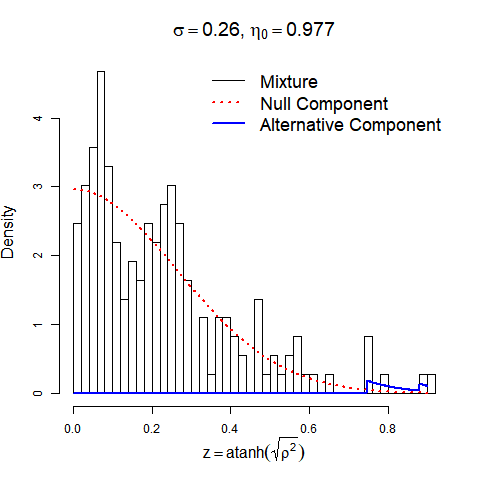 σ = 0.26, η₀ = 0.977
Mixture
Null Component
Alternative Component
Density
4
3
2
1
0
0.0 0.2 0.4 0.6 0.8
z = atanh(√ρ²)